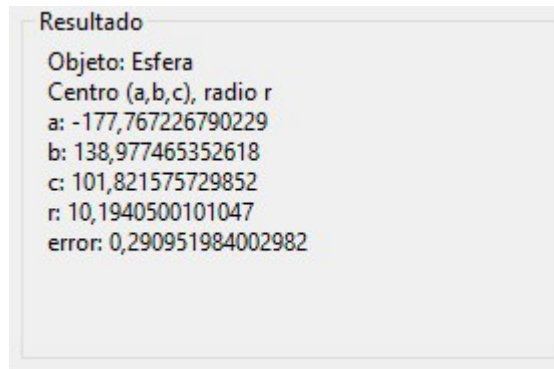 Resultado
Objeto: Esfera
Centro (a,b,c), radio r
a: -177,767226790229
b: 138,977465352618
c: 101,821575729852
r: 10,1940500101047
error: 0,290951984002982